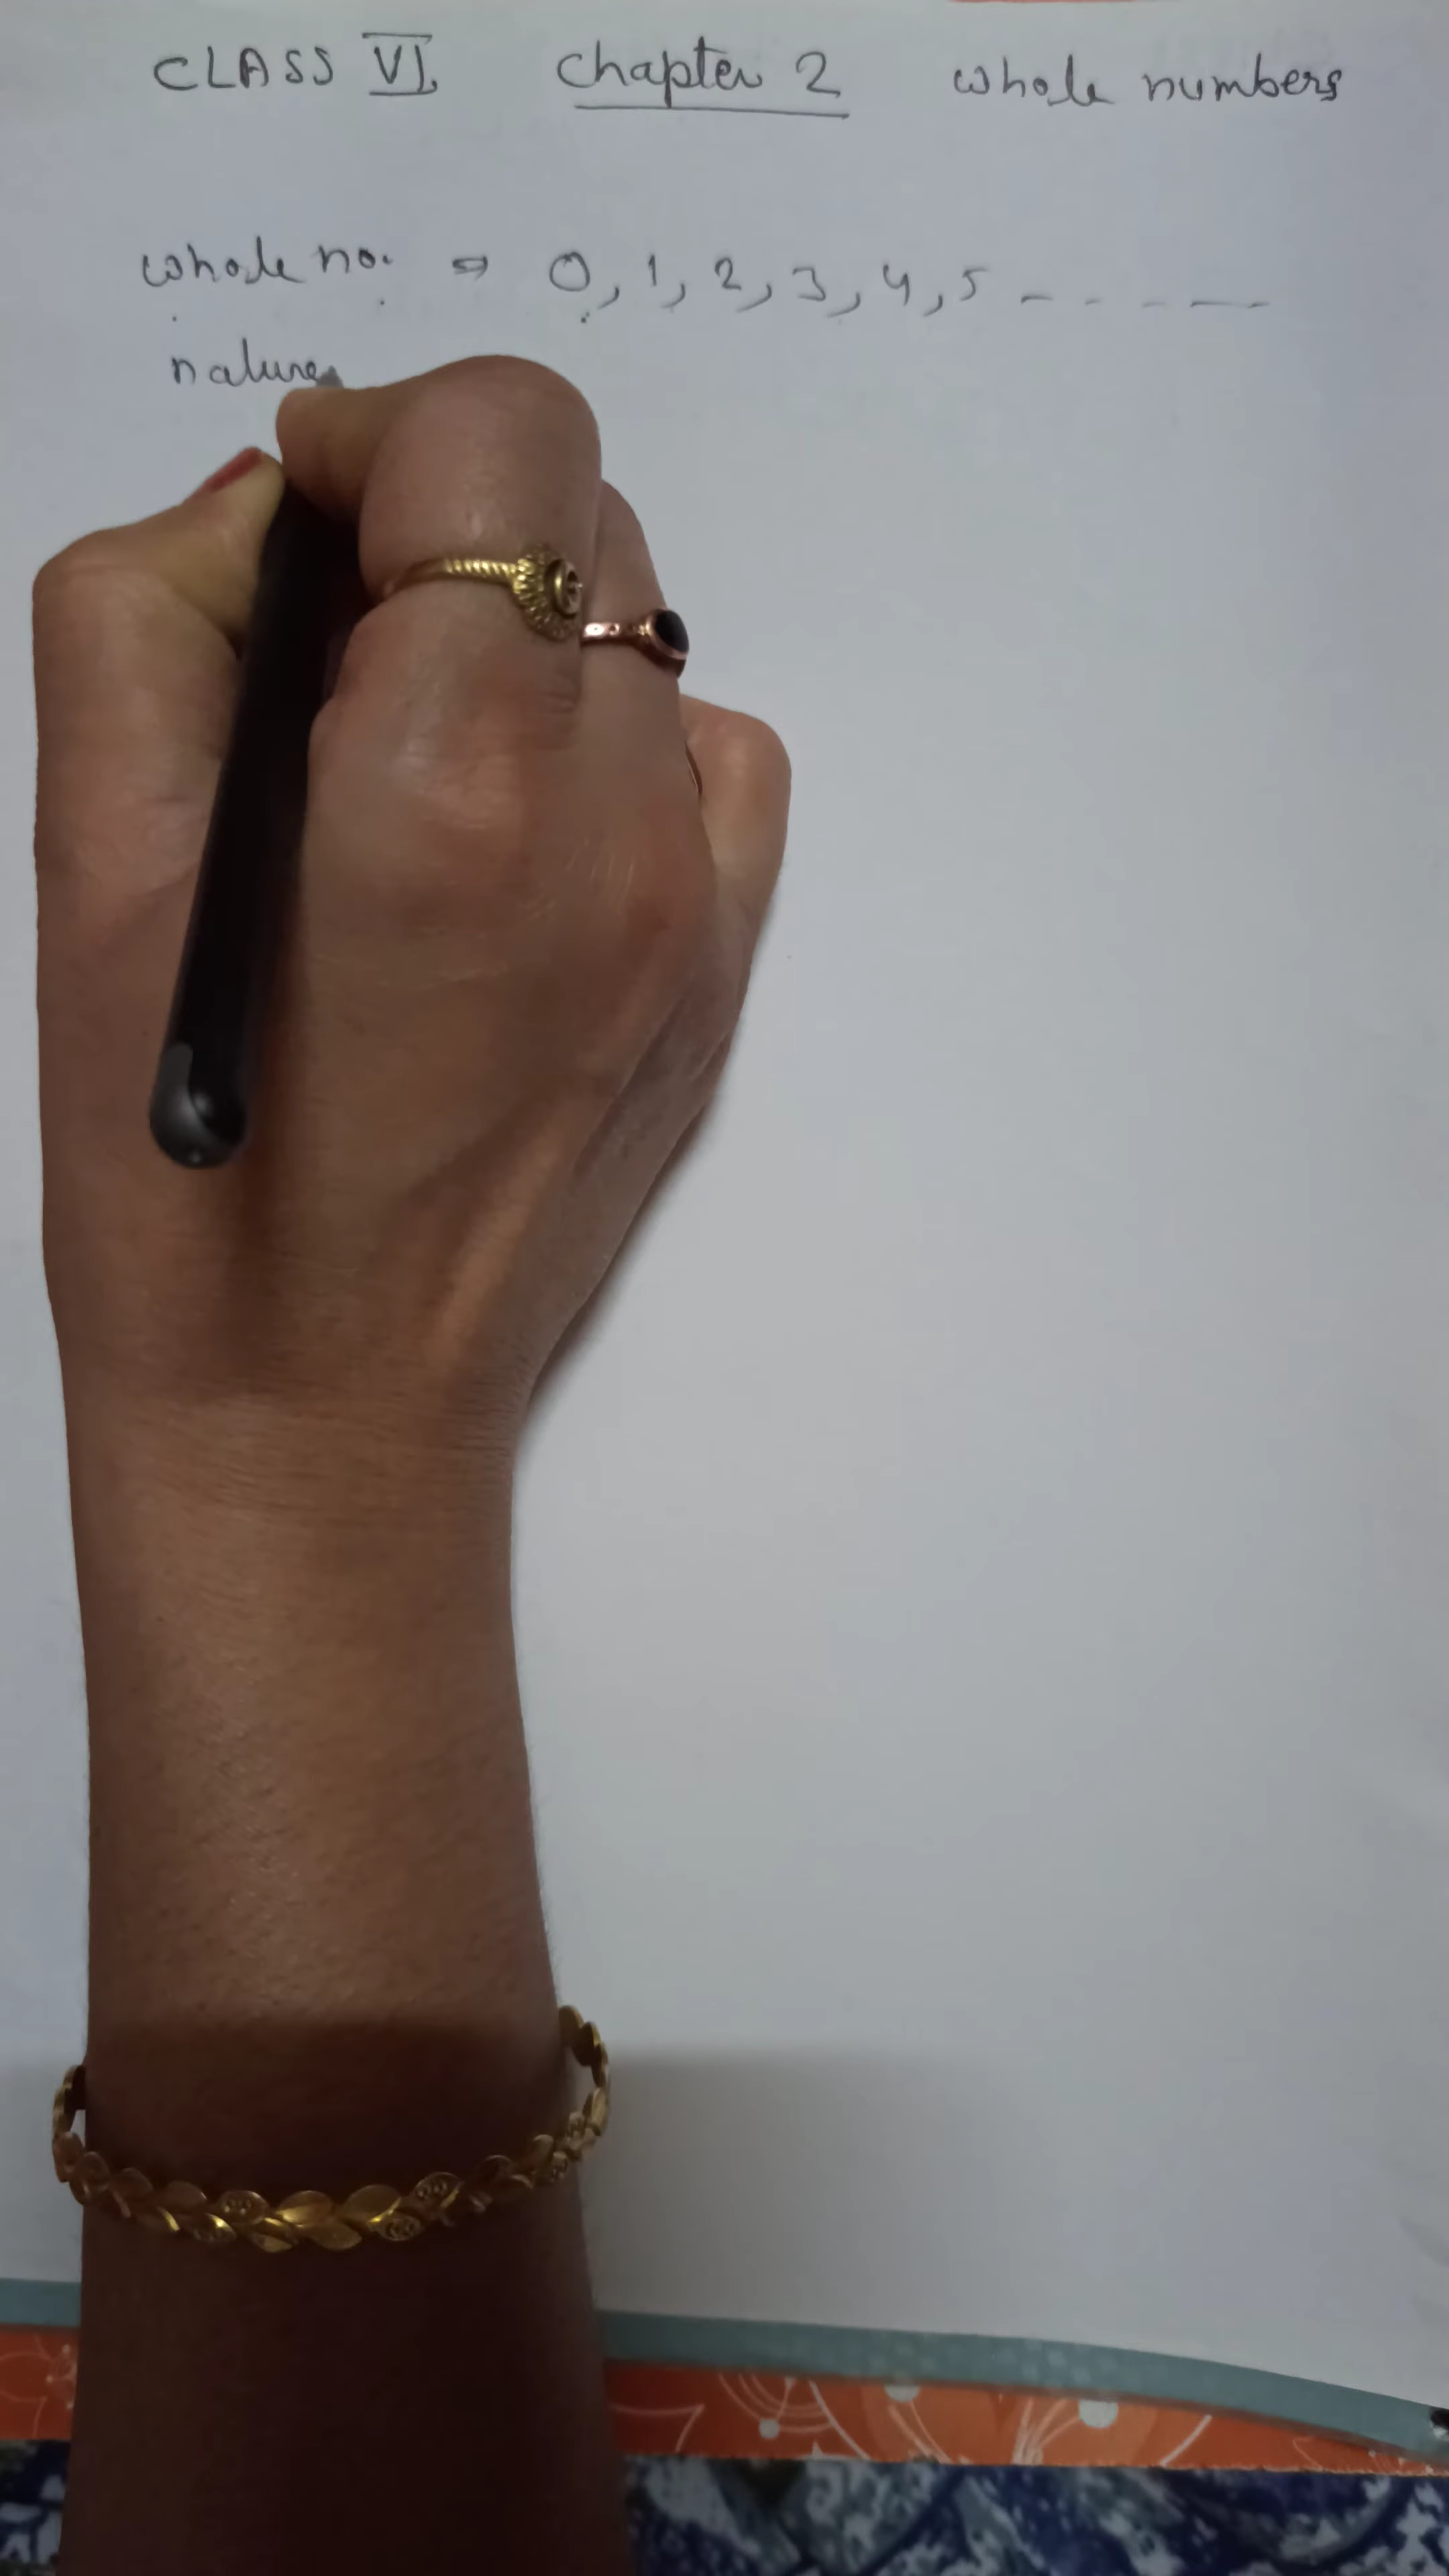 CLASS VI. Chapter 2 whole numbers
whole no. ⇒ 0, 1, 2, 3, 4, 5 - - - —
nature